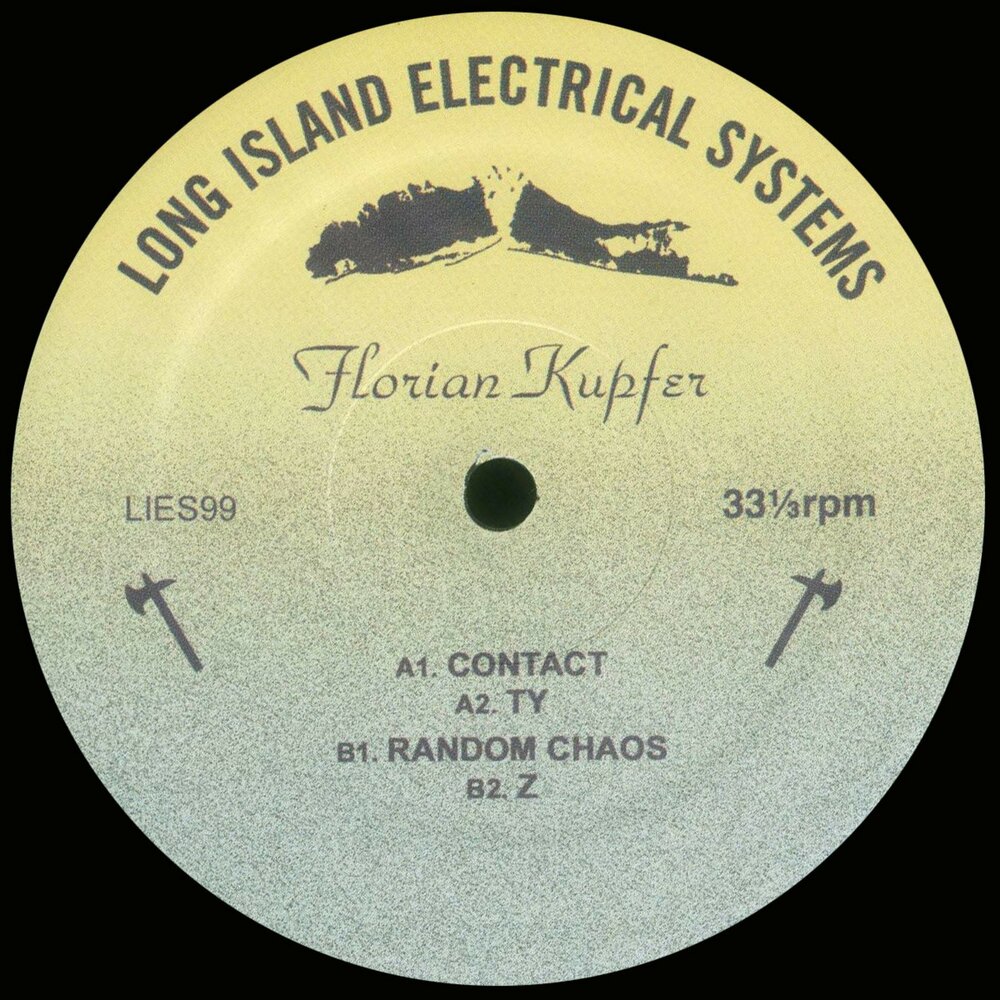 LONG ISLAND ELECTRICAL SYSTEMS
Florian Kupfer
LIES99
33⅓rpm
A1. CONTACT
A2. TY
B1. RANDOM CHAOS
B2. Z